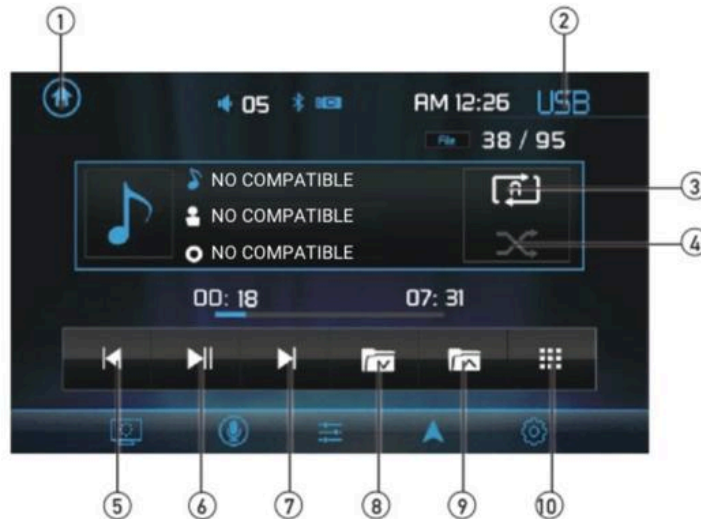 ① ②
05 AM 12:26 USB
File 38 / 95
NO COMPATIBLE
A ③
NO COMPATIBLE
④
NO COMPATIBLE
00: 18 07: 31
⑤ ⑥ ⑦ ⑧ ⑨ ⑩